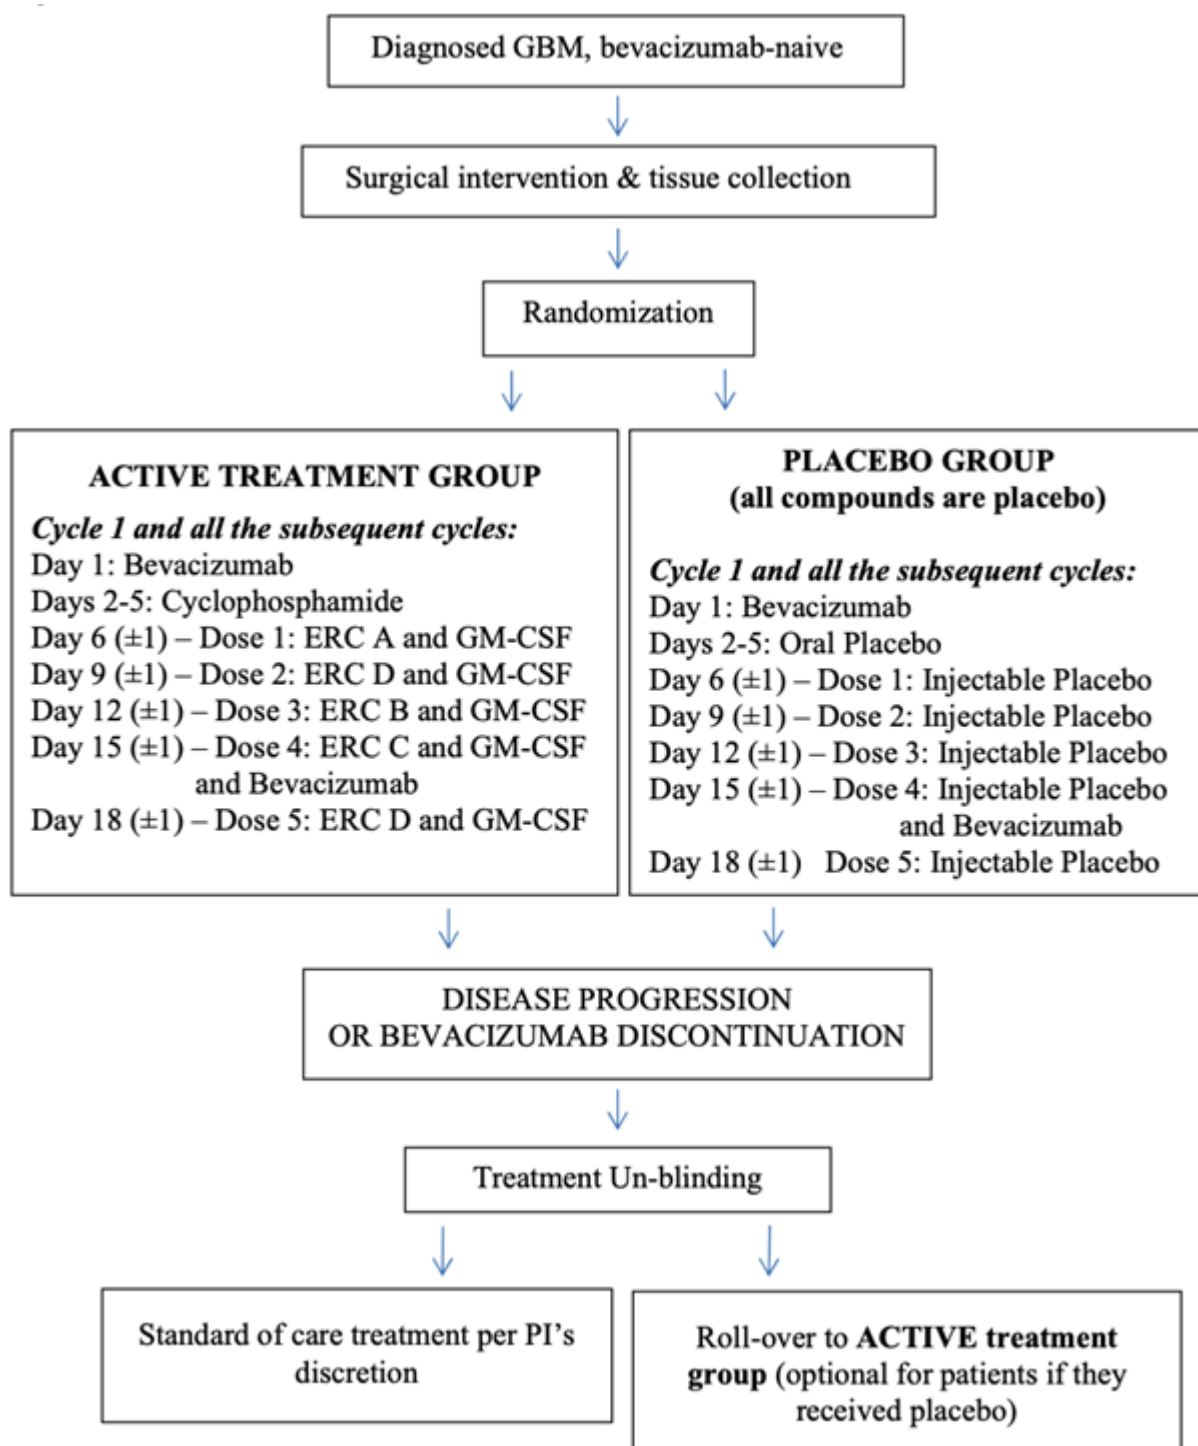 Diagnosed GBM, bevacizumab-naive
Surgical intervention & tissue collection
Randomization
ACTIVE TREATMENT GROUP
Cycle 1 and all the subsequent cycles:
Day 1: Bevacizumab
Days 2-5: Cyclophosphamide
Day 6 (±1) – Dose 1: ERC A and GM-CSF
Day 9 (±1) – Dose 2: ERC D and GM-CSF
Day 12 (±1) – Dose 3: ERC B and GM-CSF
Day 15 (±1) – Dose 4: ERC C and GM-CSF
and Bevacizumab
Day 18 (±1) – Dose 5: ERC D and GM-CSF
PLACEBO GROUP
(all compounds are placebo)
Cycle 1 and all the subsequent cycles:
Day 1: Bevacizumab
Days 2-5: Oral Placebo
Day 6 (±1) – Dose 1: Injectable Placebo
Day 9 (±1) – Dose 2: Injectable Placebo
Day 12 (±1) – Dose 3: Injectable Placebo
Day 15 (±1) – Dose 4: Injectable Placebo
and Bevacizumab
Day 18 (±1) Dose 5: Injectable Placebo
DISEASE PROGRESSION
OR BEVACIZUMAB DISCONTINUATION
Treatment Un-blinding
Standard of care treatment per PI’s
discretion
Roll-over to ACTIVE treatment
group (optional for patients if they
received placebo)